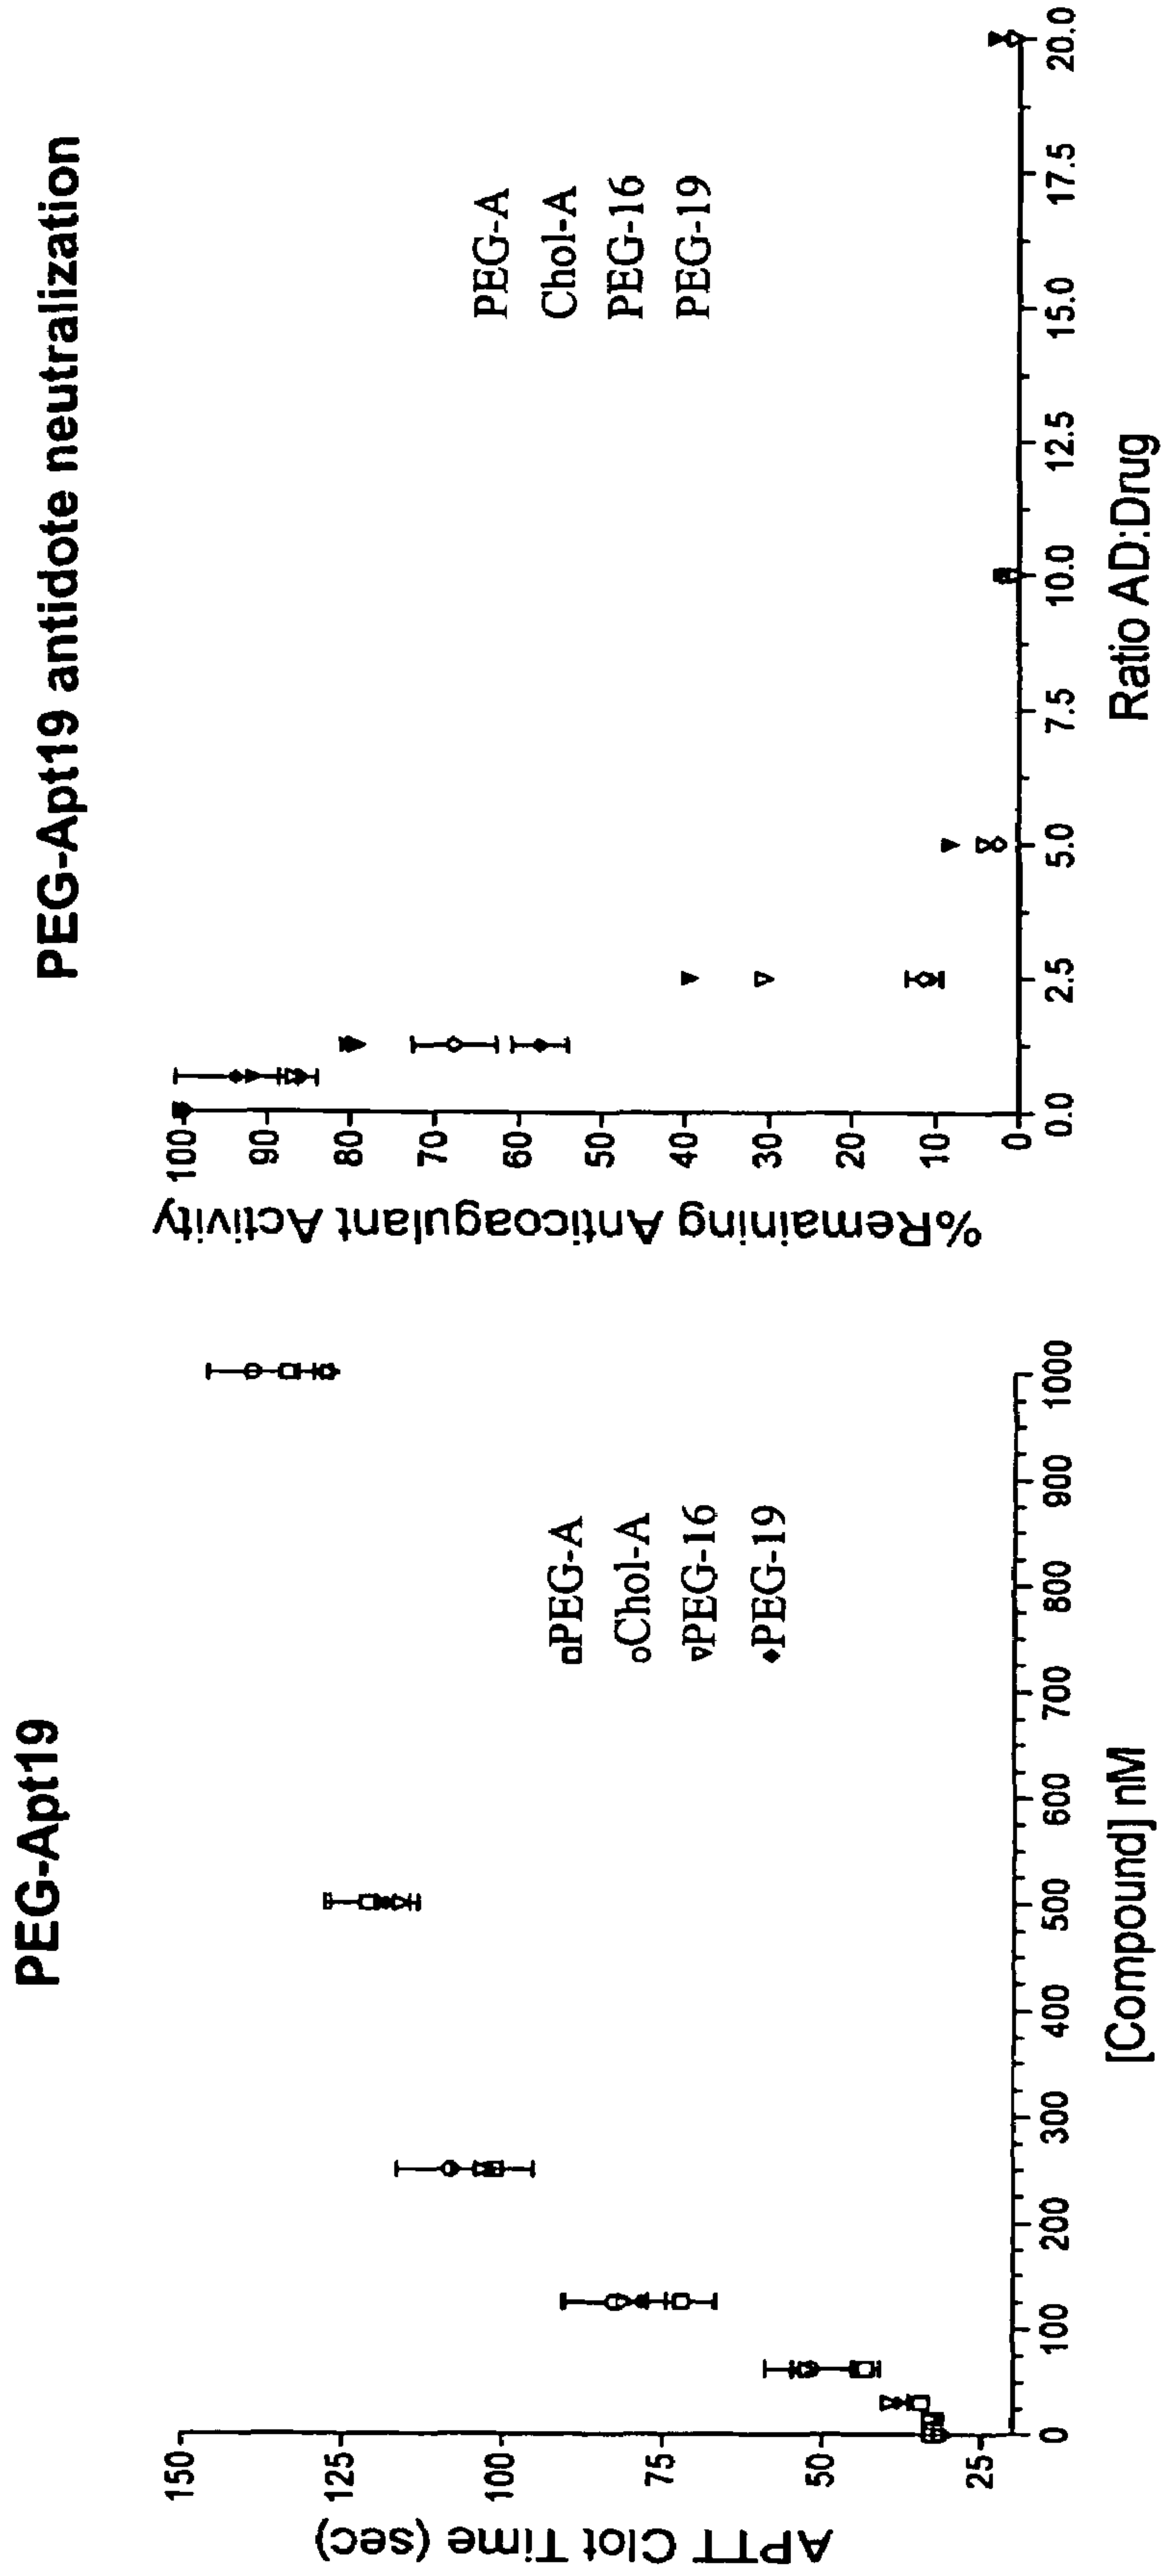 PEG-Apt19
APTT Clot Time (sec)
150
125
100
75
50
25
PEG-A
Chol-A
PEG-16
PEG-19
0 100 200 300 400 500 600 700 800 900 1000
[Compound] nM
PEG-Apt19 antidote neutralization
%Remaining Anticoagulant Activity
100
90
80
70
60
50
40
30
20
10
0
PEG-A
Chol-A
PEG-16
PEG-19
0.0 2.5 5.0 7.5 10.0 12.5 15.0 17.5 20.0
Ratio AD:Drug